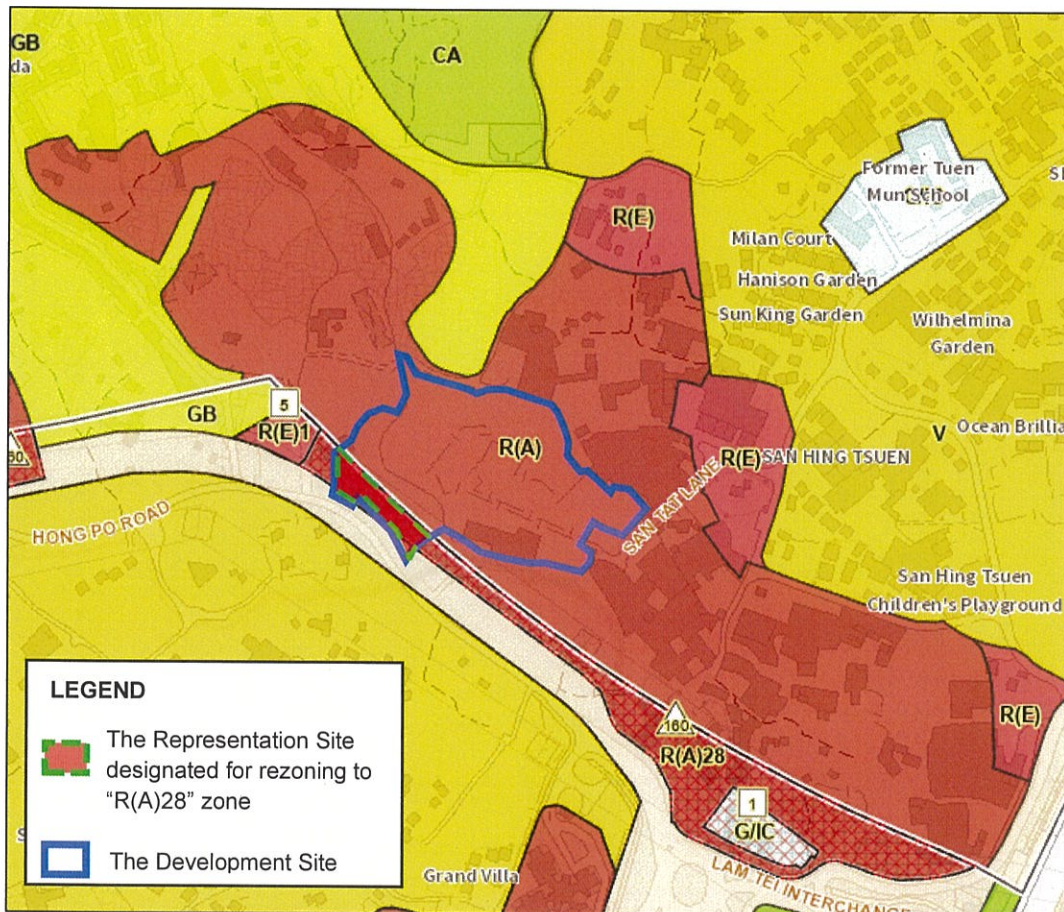 GB
da
CA
Former Tuen
Mun School
R(E)
Milan Court
Hanison Garden
Sun King Garden
Wilhelmina
Garden
5
GB
R(E)1
R(A)
V
Ocean Brillia
R(E)
SAN HING TSUEN
SAN TAT LANE
HONG PO ROAD
San Hing Tsuen
Children's Playground
LEGEND
The Representation Site
designated for rezoning to
"R(A)28" zone
The Development Site
160
R(A)28
R(E)
1
G/IC
Grand Villa
LAM TEI INTERCHANGE